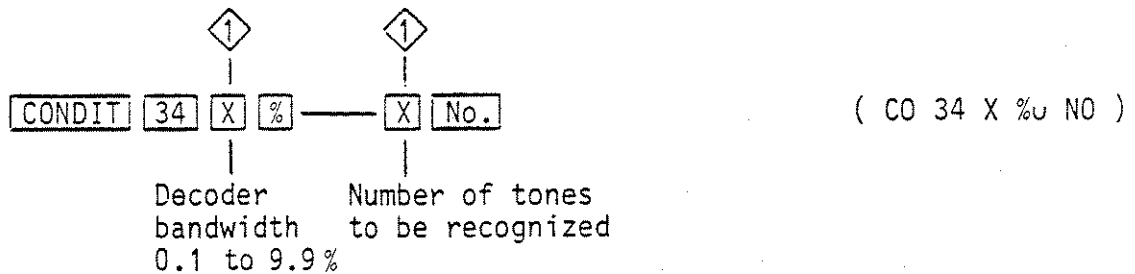 1 1
CONDIT 34 X % X No. ( CO 34 X %∪ NO )
Decoder Number of tones
bandwidth to be recognized
0.1 to 9.9 %